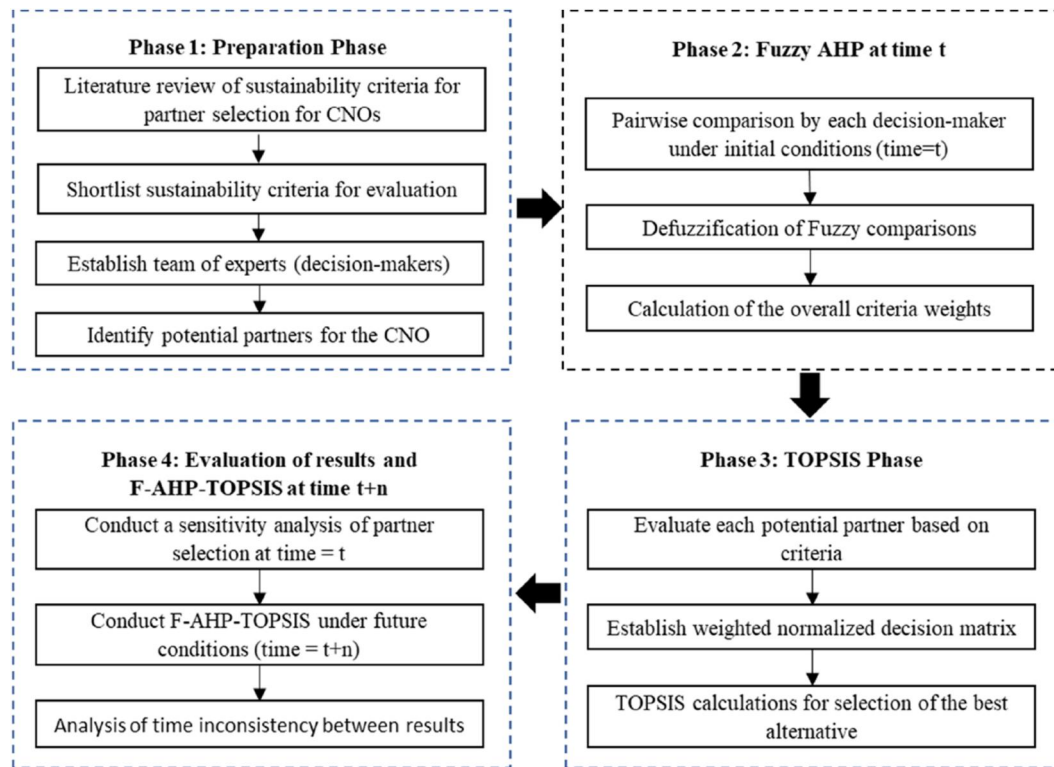 Phase 1: Preparation Phase
Literature review of sustainability criteria for
partner selection for CNOs
Shortlist sustainability criteria for evaluation
Establish team of experts (decision-makers)
Identify potential partners for the CNO
Phase 2: Fuzzy AHP at time t
Pairwise comparison by each decision-maker
under initial conditions (time=t)
Defuzzification of Fuzzy comparisons
Calculation of the overall criteria weights
Phase 3: TOPSIS Phase
Evaluate each potential partner based on
criteria
Establish weighted normalized decision matrix
TOPSIS calculations for selection of the best
alternative
Phase 4: Evaluation of results and
F-AHP-TOPSIS at time t+n
Conduct a sensitivity analysis of partner
selection at time = t
Conduct F-AHP-TOPSIS under future
conditions (time = t+n)
Analysis of time inconsistency between results